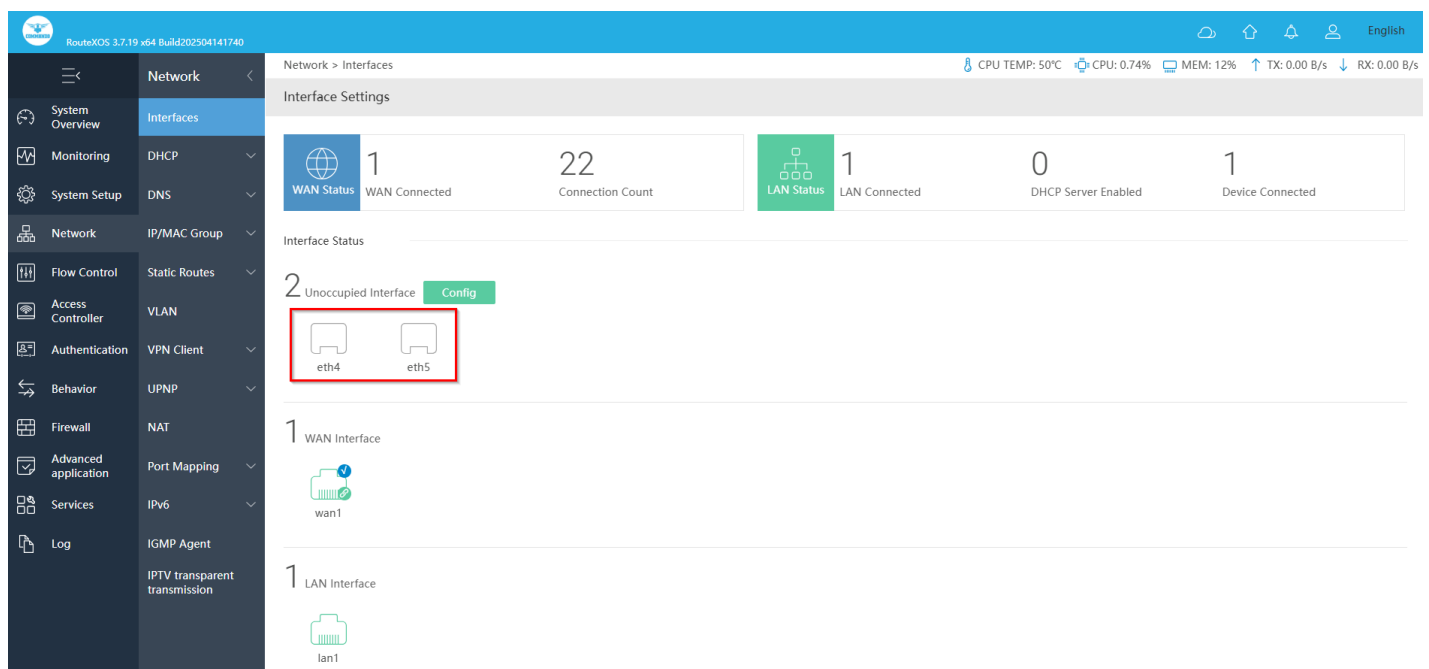 COMMANDO
RouteXOS 3.7.19 x64 Build202504141740
English
Network
Network > Interfaces
CPU TEMP: 50℃ CPU: 0.74% MEM: 12% TX: 0.00 B/s RX: 0.00 B/s
Interface Settings
System
Overview
Monitoring
System Setup
Network
Flow Control
Access
Controller
Authentication
Behavior
Firewall
Advanced
application
Services
Log
Interfaces
DHCP
DNS
IP/MAC Group
Static Routes
VLAN
VPN Client
UPNP
NAT
Port Mapping
IPv6
IGMP Agent
IPTV transparent
transmission
WAN Status
1
WAN Connected
22
Connection Count
LAN Status
1
LAN Connected
0
DHCP Server Enabled
1
Device Connected
Interface Status
2 Unoccupied Interface Config
eth4 eth5
1 WAN Interface
wan1
1 LAN Interface
lan1